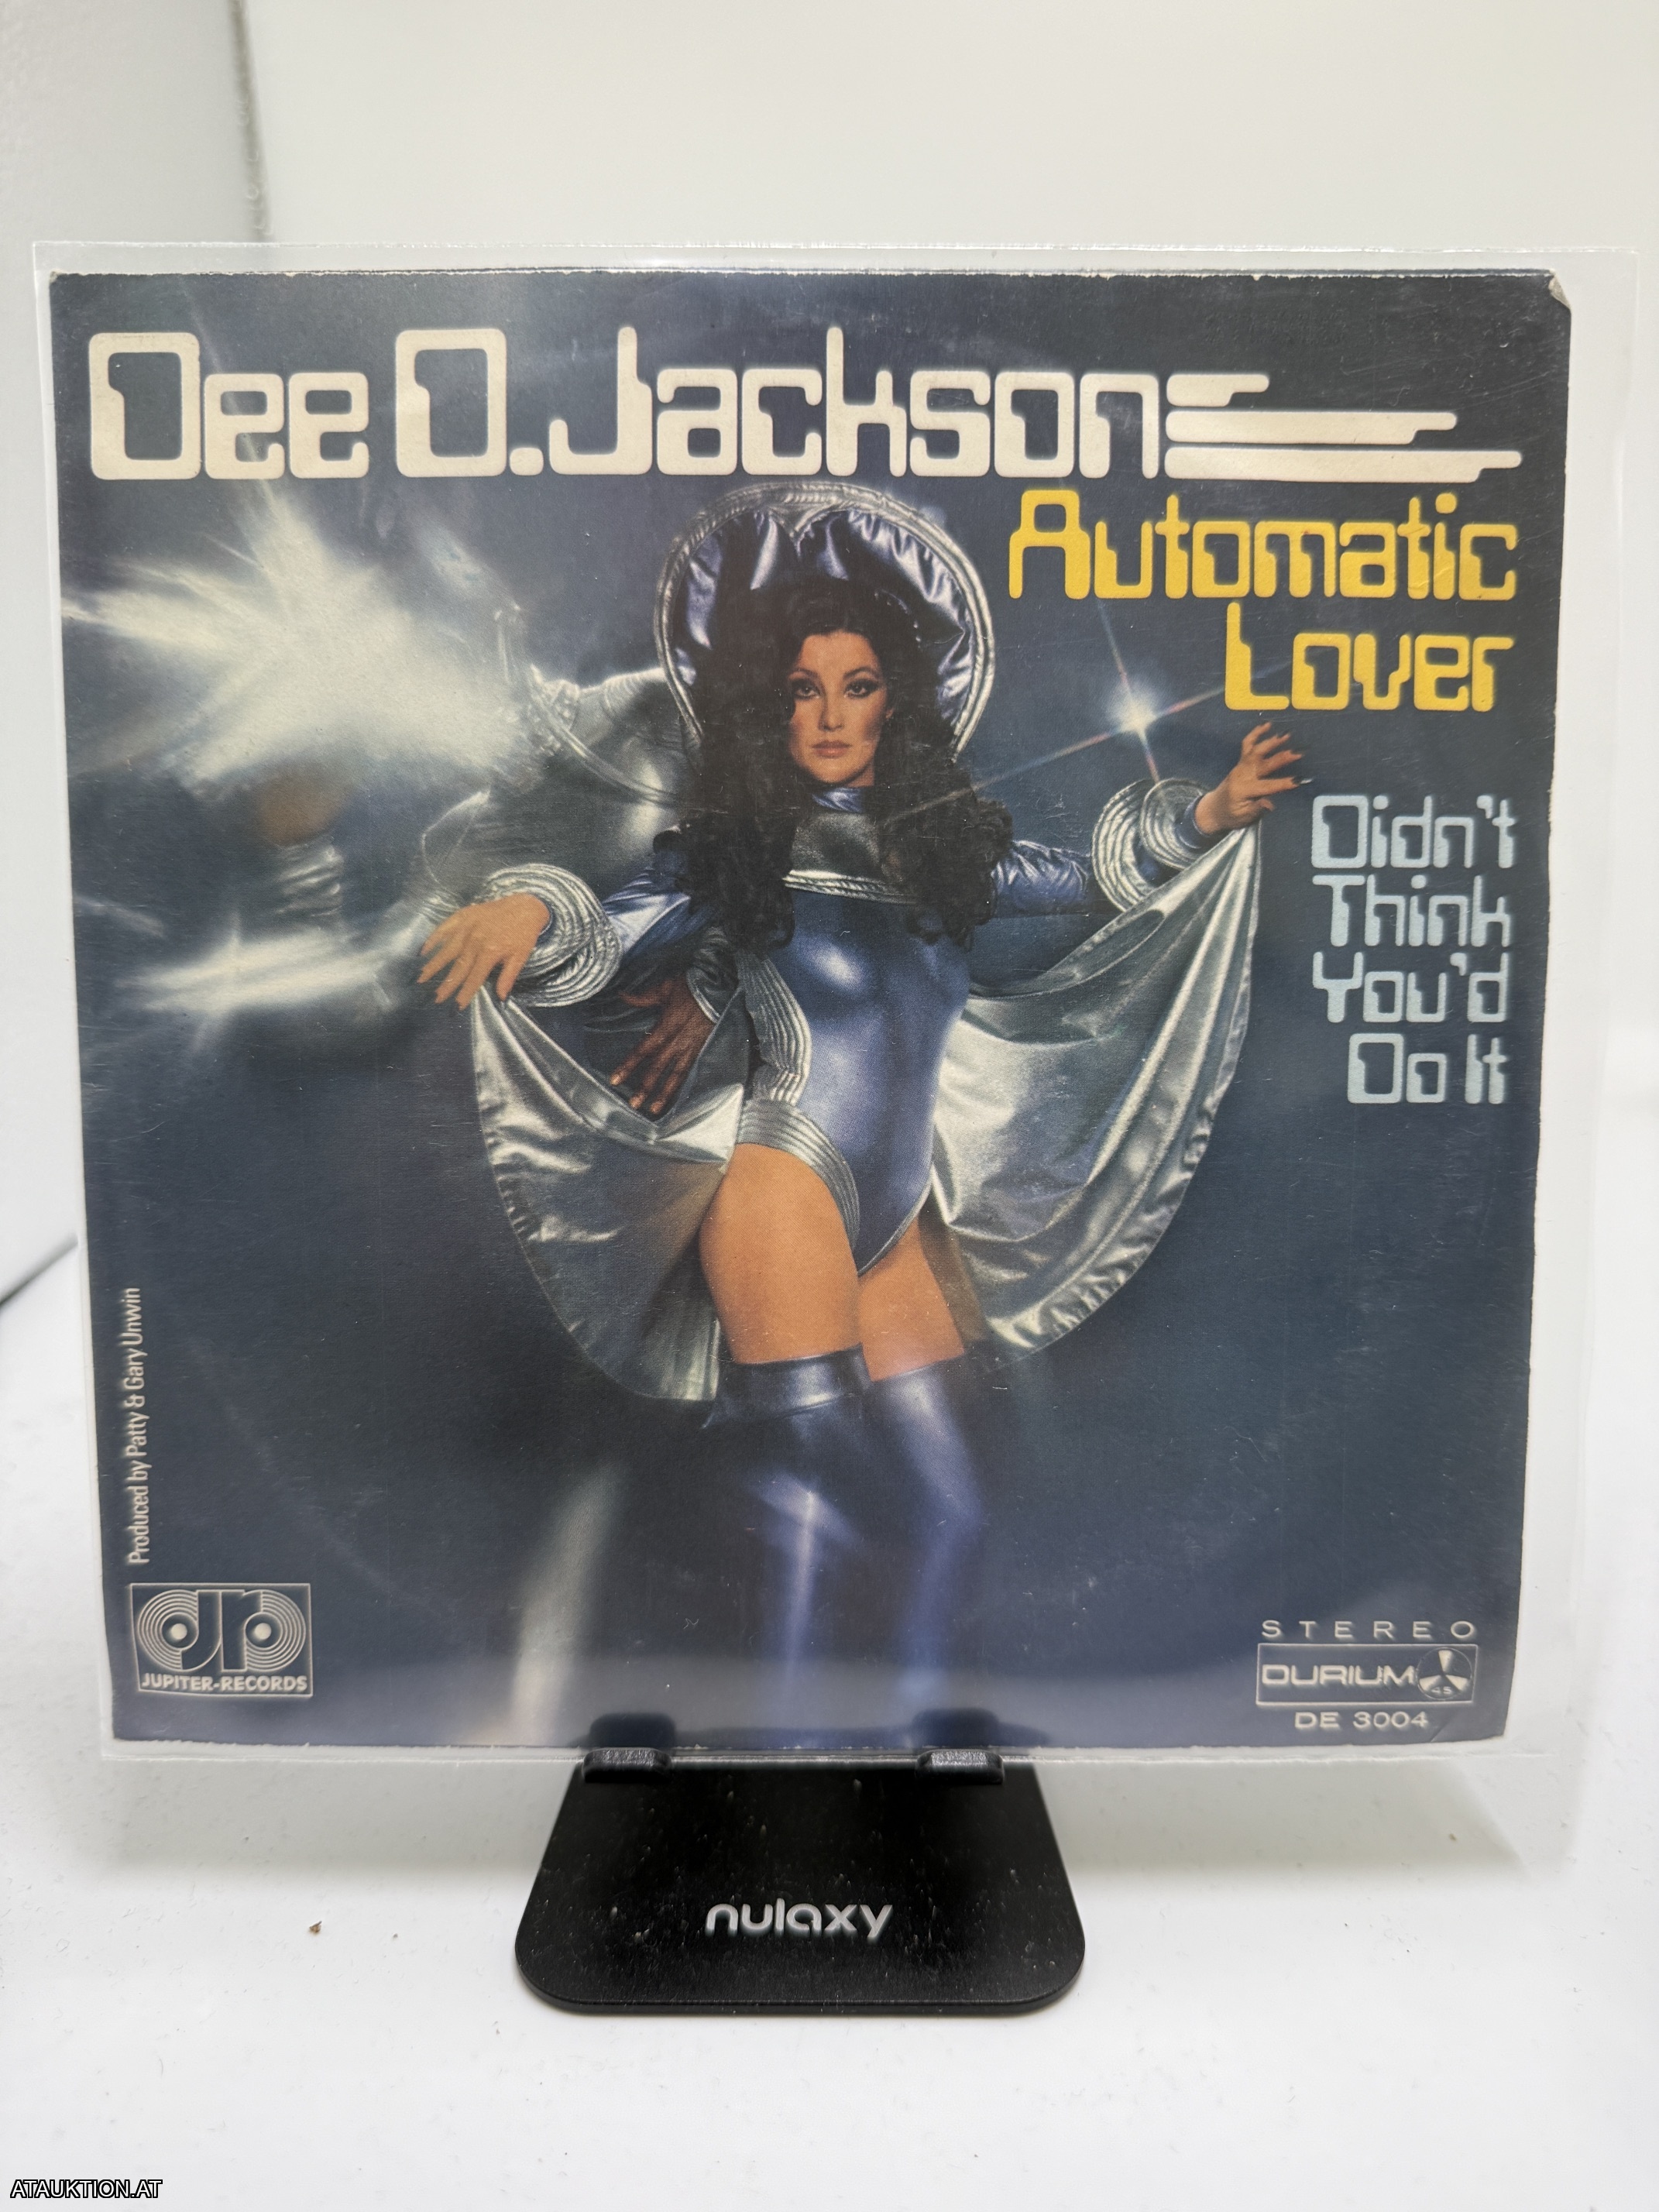 Dee D. Jackson
Automatic
Lover
Didn't
Think
You'd
Do It
Produced by Patty & Gary Unwin
jr
JUPITER-RECORDS
STEREO
DURIUM
45
DE 3004
nulaxy
ATAUKTION.AT